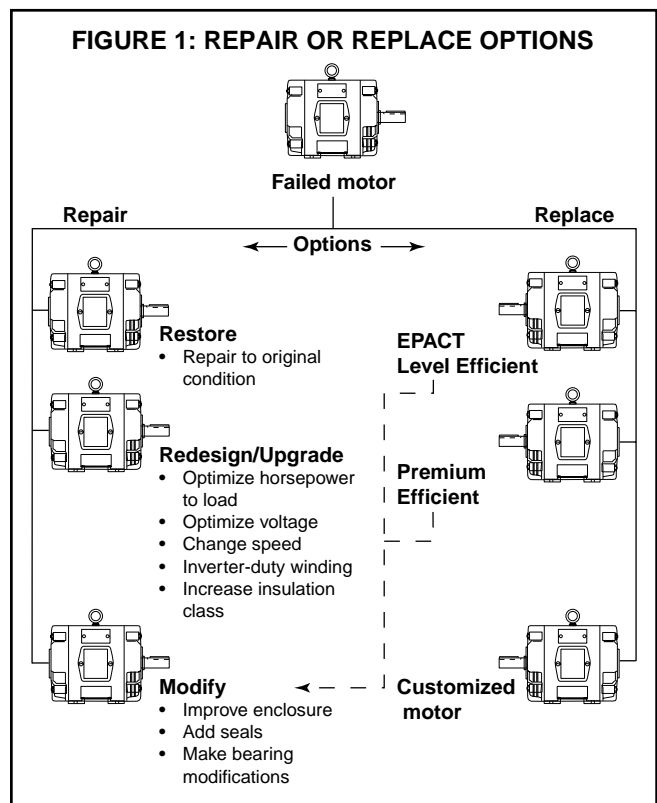 FIGURE 1: REPAIR OR REPLACE OPTIONS
Failed motor
Repair
Replace
Options
Restore
• Repair to original
condition
Redesign/Upgrade
• Optimize horsepower
to load
• Optimize voltage
• Change speed
• Inverter-duty winding
• Increase insulation
class
Modify
• Improve enclosure
• Add seals
• Make bearing
modifications
EPACT
Level Efficient
Premium
Efficient
Customized
motor